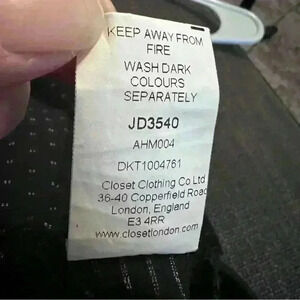 KEEP AWAY FROM
FIRE
WASH DARK
COLOURS
SEPARATELY
JD3540
AHM004
DKT1004761
Closet Clothing Co Ltd
36-40 Copperfield Road
London, England
E3 4RR
www.closetlondon.com